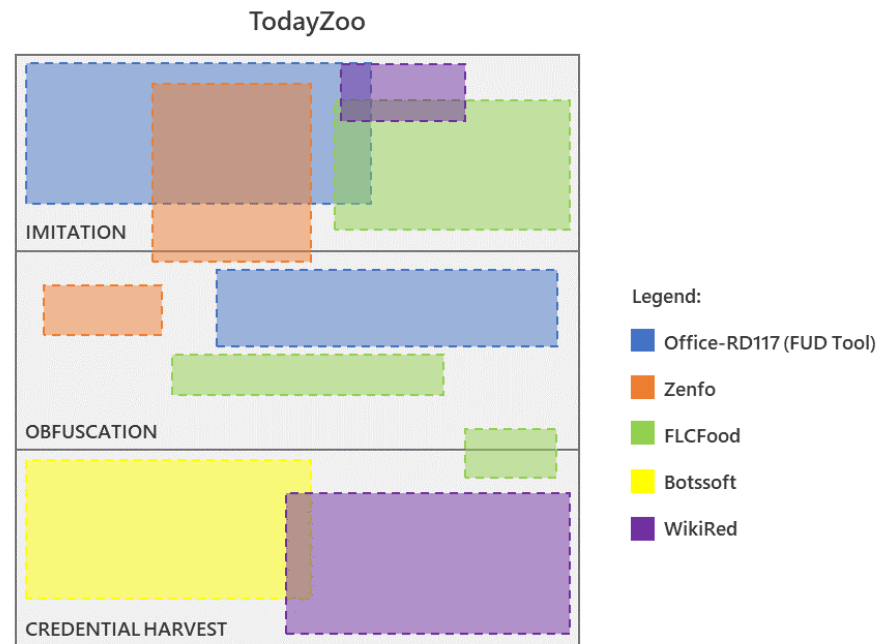 TodayZoo
IMITATION
OBFUSCATION
CREDENTIAL HARVEST
Legend:
Office-RD117 (FUD Tool)
Zenfo
FLCFood
Botssoft
WikiRed